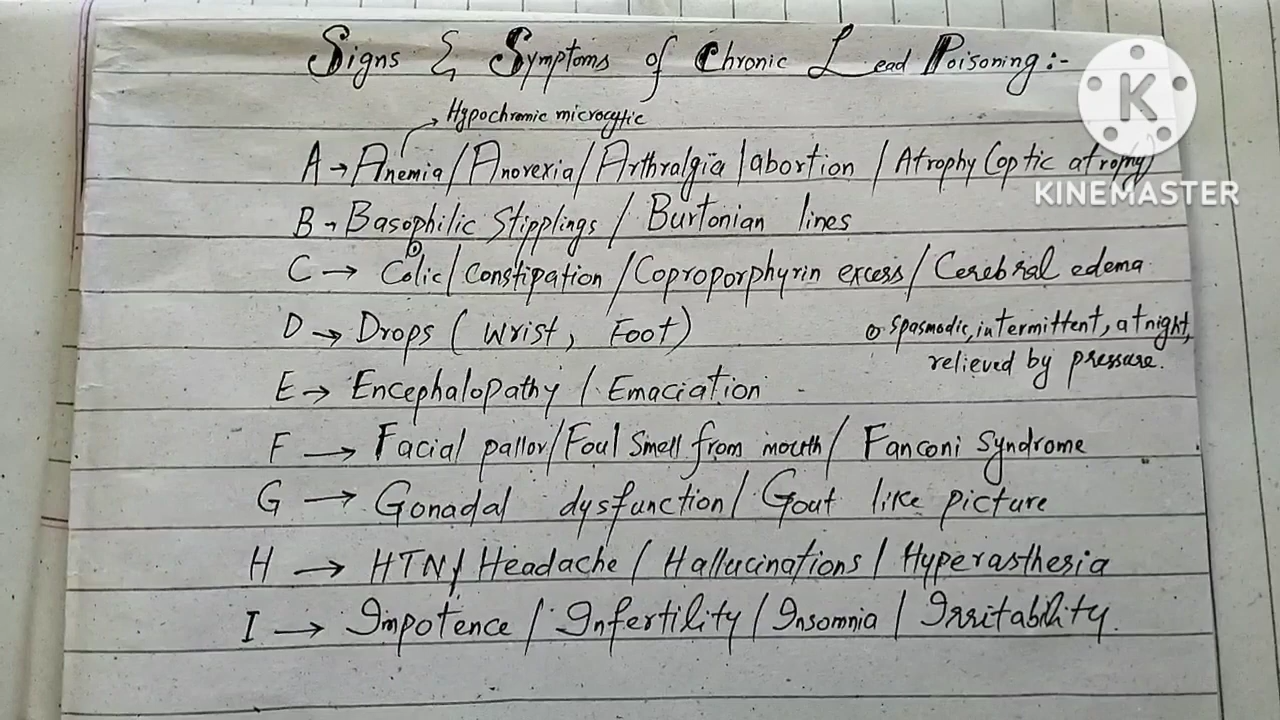 Signs & Symptoms of Chronic Lead Poisoning:-
Hypochromic microcytic
A → Anemia/Anorexia/Arthralgia/abortion/Atrophy (optic atrophy)
B → Basophilic Stipplings/Burtonian lines
C → Colic/Constipation/Coproporphyrin excess/Cerebral edema
D → Drops (Wrist, Foot)
spasmodic, intermittent, at night,
relieved by pressure.
E → Encephalopathy/Emaciation
F → Facial pallor/Foul Smell from mouth/Fanconi Syndrome
G → Gonadal dysfunction/Gout like picture
H → HTN/Headache/Hallucinations/Hyperasthesia
I → Impotence/Infertility/Insomnia/Irritability.
K
KINEMASTER